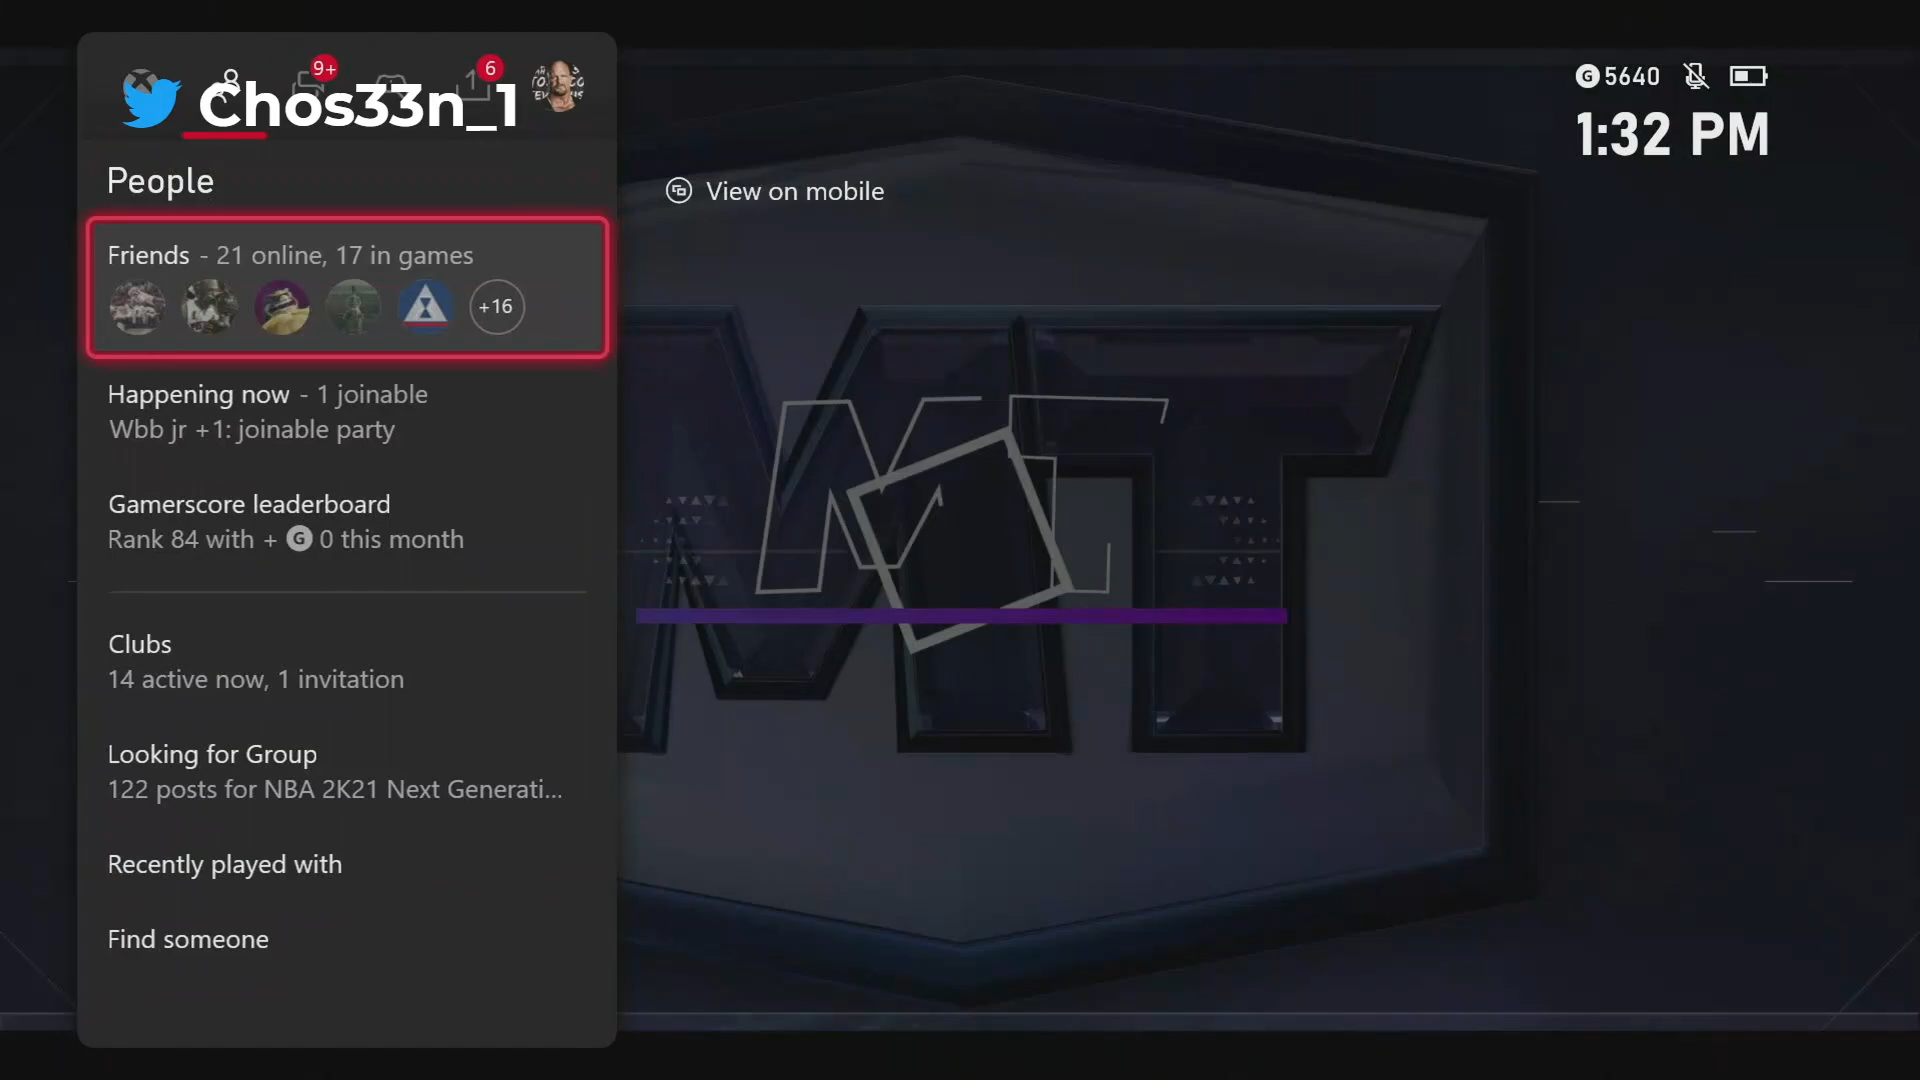 9+
6
Chos33n_1
5640
1:32 PM
People
View on mobile
Friends - 21 online, 17 in games
+16
Happening now - 1 joinable
Wbb jr +1: joinable party
Gamerscore leaderboard
Rank 84 with + G 0 this month
Clubs
14 active now, 1 invitation
Looking for Group
122 posts for NBA 2K21 Next Generati...
Recently played with
Find someone
MT